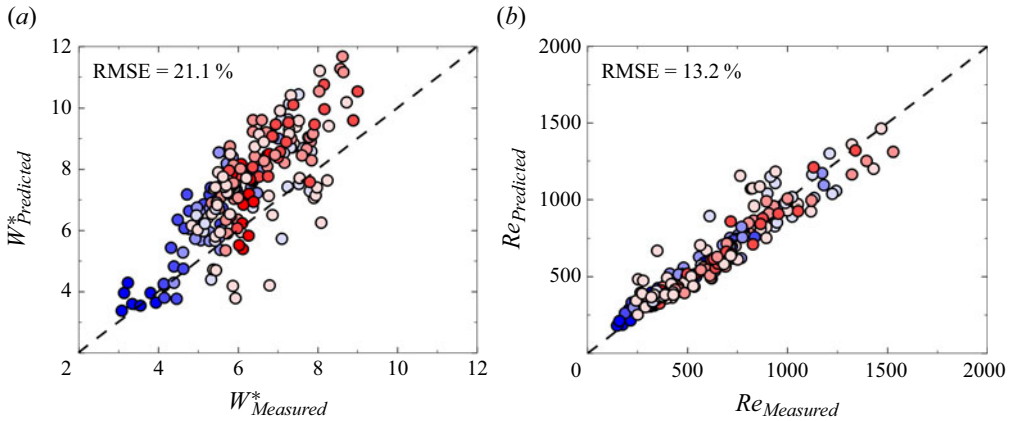 (a)
12
10
8
6
4
2
RMSE = 21.1 %
W*Predicted
4
6
8
10
12
W*Measured
(b)
2000
1500
1000
500
0
RMSE = 13.2 %
RePredicted
500
1000
1500
2000
ReMeasured